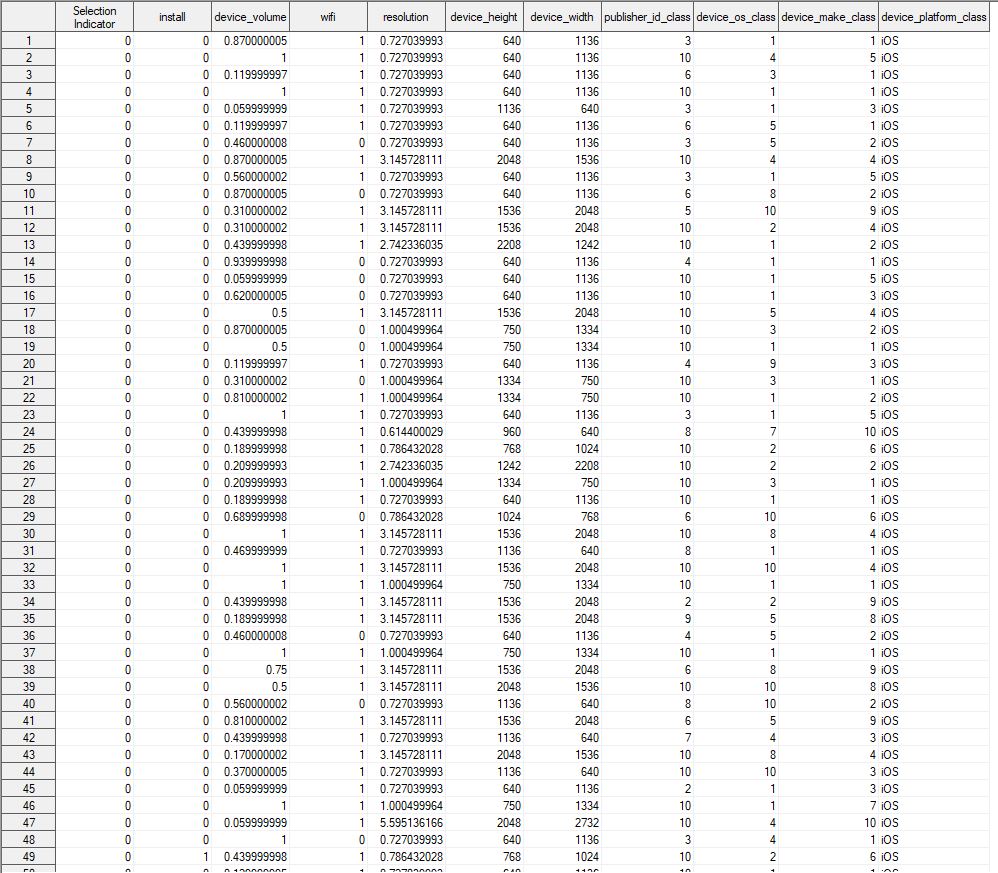 Selection Indicator install device_volume wifi resolution device_height device_width publisher_id_class device_os_class device_make_class device_platform_class
1 0 0 0.870000005 1 0.727039993 640 1136 3 1 1 iOS
2 0 0 1 1 0.727039993 640 1136 10 4 5 iOS
3 0 0 0.119999997 1 0.727039993 640 1136 6 3 1 iOS
4 0 0 1 1 0.727039993 640 1136 10 1 1 iOS
5 0 0 0.059999999 1 0.727039993 1136 640 3 1 3 iOS
6 0 0 0.119999997 1 0.727039993 640 1136 6 5 1 iOS
7 0 0 0.460000008 0 0.727039993 640 1136 3 5 2 iOS
8 0 0 0.870000005 1 3.145728111 2048 1536 10 4 4 iOS
9 0 0 0.560000002 1 0.727039993 640 1136 3 1 5 iOS
10 0 0 0.870000005 0 0.727039993 640 1136 6 8 2 iOS
11 0 0 0.310000002 1 3.145728111 1536 2048 5 10 9 iOS
12 0 0 0.310000002 1 3.145728111 1536 2048 10 2 4 iOS
13 0 0 0.439999998 1 2.742336035 2208 1242 10 1 2 iOS
14 0 0 0.939999998 0 0.727039993 640 1136 4 1 1 iOS
15 0 0 0.059999999 0 0.727039993 640 1136 10 1 5 iOS
16 0 0 0.620000005 0 0.727039993 640 1136 10 1 3 iOS
17 0 0 0.5 1 3.145728111 1536 2048 10 5 4 iOS
18 0 0 0.870000005 0 1.000499964 750 1334 10 3 2 iOS
19 0 0 0.5 0 1.000499964 750 1334 10 1 1 iOS
20 0 0 0.119999997 1 0.727039993 640 1136 4 9 3 iOS
21 0 0 0.310000002 0 1.000499964 1334 750 10 3 1 iOS
22 0 0 0.810000002 1 1.000499964 1334 750 10 1 2 iOS
23 0 0 1 1 0.727039993 640 1136 3 1 5 iOS
24 0 0 0.439999998 1 0.614400029 960 640 8 7 10 iOS
25 0 0 0.189999998 1 0.786432028 768 1024 10 2 6 iOS
26 0 0 0.209999993 1 2.742336035 1242 2208 10 2 2 iOS
27 0 0 0.209999993 1 1.000499964 1334 750 10 3 1 iOS
28 0 0 0.189999998 1 0.727039993 640 1136 10 1 1 iOS
29 0 0 0.689999998 0 0.786432028 1024 768 6 10 6 iOS
30 0 0 1 1 3.145728111 1536 2048 10 8 4 iOS
31 0 0 0.469999999 1 0.727039993 1136 640 8 1 1 iOS
32 0 0 1 1 3.145728111 1536 2048 10 10 4 iOS
33 0 0 1 1 1.000499964 750 1334 10 1 1 iOS
34 0 0 0.439999998 1 3.145728111 1536 2048 2 2 9 iOS
35 0 0 0.189999998 1 3.145728111 1536 2048 9 5 8 iOS
36 0 0 0.460000008 0 0.727039993 640 1136 4 5 2 iOS
37 0 0 1 1 1.000499964 750 1334 10 1 1 iOS
38 0 0 0.75 1 3.145728111 1536 2048 6 8 9 iOS
39 0 0 0.5 1 3.145728111 2048 1536 10 10 8 iOS
40 0 0 0.560000002 0 0.727039993 1136 640 8 10 2 iOS
41 0 0 0.810000002 1 3.145728111 1536 2048 6 5 9 iOS
42 0 0 0.439999998 1 0.727039993 1136 640 7 4 3 iOS
43 0 0 0.170000002 1 3.145728111 2048 1536 10 8 4 iOS
44 0 0 0.370000005 1 0.727039993 1136 640 10 10 3 iOS
45 0 0 0.059999999 1 0.727039993 640 1136 2 1 3 iOS
46 0 0 1 1 1.000499964 750 1334 10 1 7 iOS
47 0 0 0.059999999 1 5.595136166 2048 2732 10 4 10 iOS
48 0 0 1 0 0.727039993 640 1136 3 4 1 iOS
49 0 1 0.439999998 1 0.786432028 768 1024 10 2 6 iOS